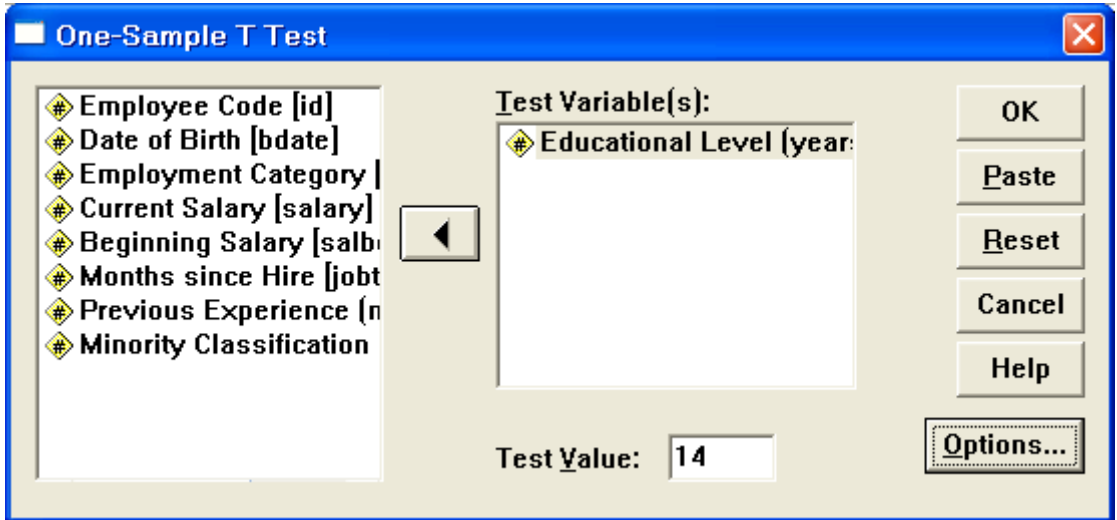 One-Sample T Test
Employee Code [id]
Date of Birth [bdate]
Employment Category [
Current Salary [salary]
Beginning Salary [salb
Months since Hire [jobt
Previous Experience (n
Minority Classification
Test Variable(s):
Educational Level (year
Test Value: 14
OK
Paste
Reset
Cancel
Help
Options...